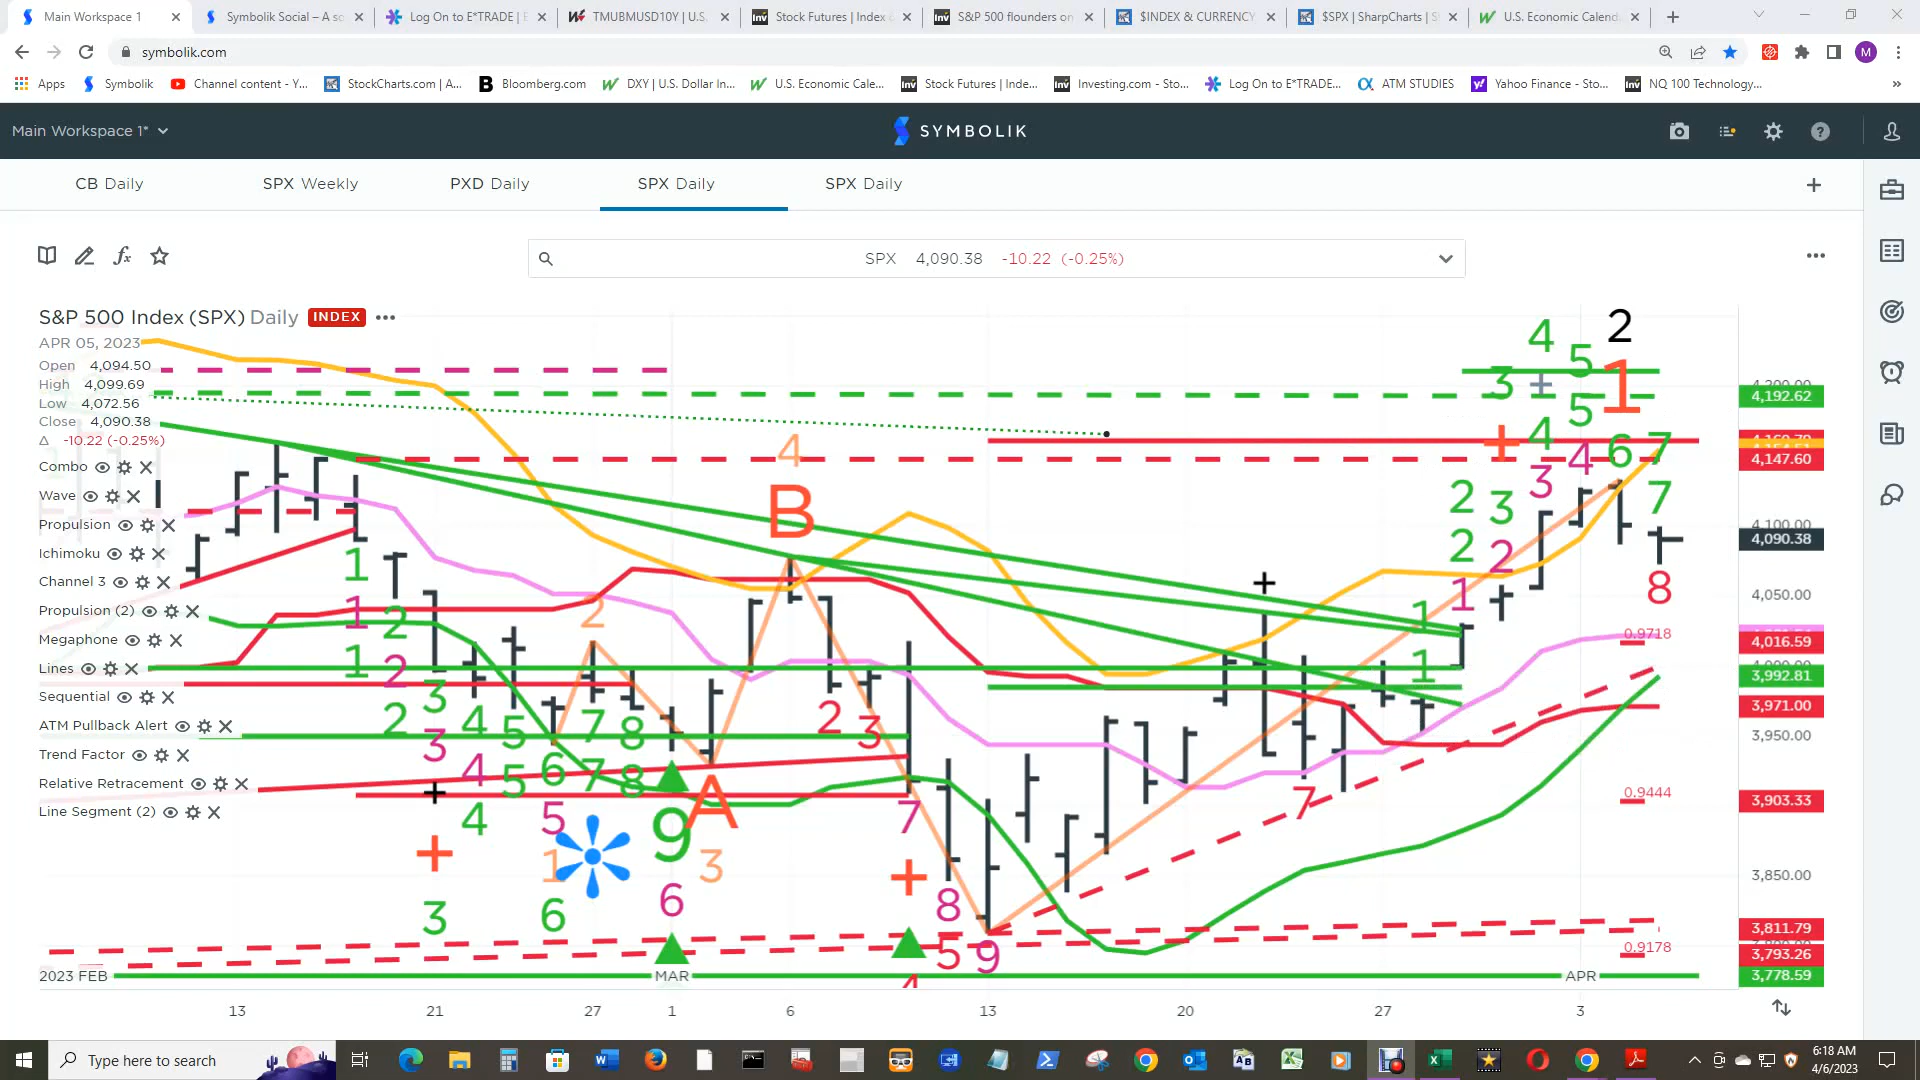 Main Workspace 1
Symbolik Social – A so
Log On to E*TRADE | E
TMUBMUSD10Y | U.S.
Stock Futures | Index
S&P 500 flounders on
$INDEX & CURRENCY
$SPX | SharpCharts | S
U.S. Economic Calend
symbolik.com
M
Apps
Symbolik
Channel content - Y...
StockCharts.com | A...
Bloomberg.com
DXY | U.S. Dollar In...
U.S. Economic Cale...
Stock Futures | Inde...
Investing.com - Sto...
Log On to E*TRADE...
ATM STUDIES
Yahoo Finance - Sto...
NQ 100 Technology...
Main Workspace 1*
SYMBOLIK
CB Daily
SPX Weekly
PXD Daily
SPX Daily
SPX Daily
SPX 4,090.38 -10.22 (-0.25%)
S&P 500 Index (SPX) Daily INDEX
APR 05, 2023
Open 4,094.50
High 4,099.69
Low 4,072.56
Close 4,090.38
Δ -10.22 (-0.25%)
Combo
Wave
Propulsion
Ichimoku
Channel 3
Propulsion (2)
Megaphone
Lines
Sequential
ATM Pullback Alert
Trend Factor
Relative Retracement
Line Segment (2)
4
B
2
A
3
9
6
7
8
5
1
2
4,192.62
4,147.60
4,100.00
4,090.38
4,050.00
0.9718
4,016.59
3,992.81
3,971.00
3,950.00
0.9444
3,903.33
3,850.00
3,811.79
0.9178
3,793.26
3,778.59
2023 FEB
MAR
APR
13
21
27
1
6
13
20
27
3
Type here to search
6:18 AM
4/6/2023